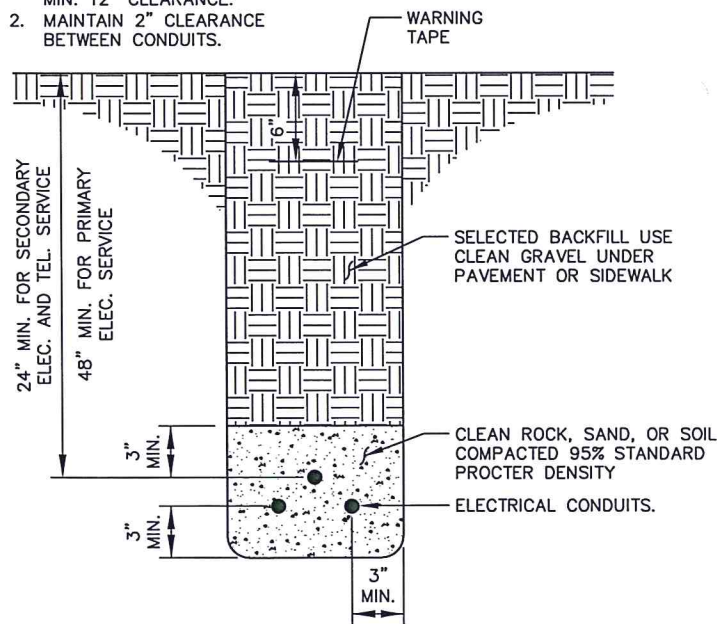 MIN. 12" CLEARANCE.
2. MAINTAIN 2" CLEARANCE
BETWEEN CONDUITS.
WARNING
TAPE
6"
24" MIN. FOR SECONDARY
ELEC. AND TEL. SERVICE
48" MIN. FOR PRIMARY
ELEC. SERVICE
SELECTED BACKFILL USE
CLEAN GRAVEL UNDER
PAVEMENT OR SIDEWALK
3"
MIN.
CLEAN ROCK, SAND, OR SOIL
COMPACTED 95% STANDARD
PROCTER DENSITY
ELECTRICAL CONDUITS.
3"
MIN.
3"
MIN.